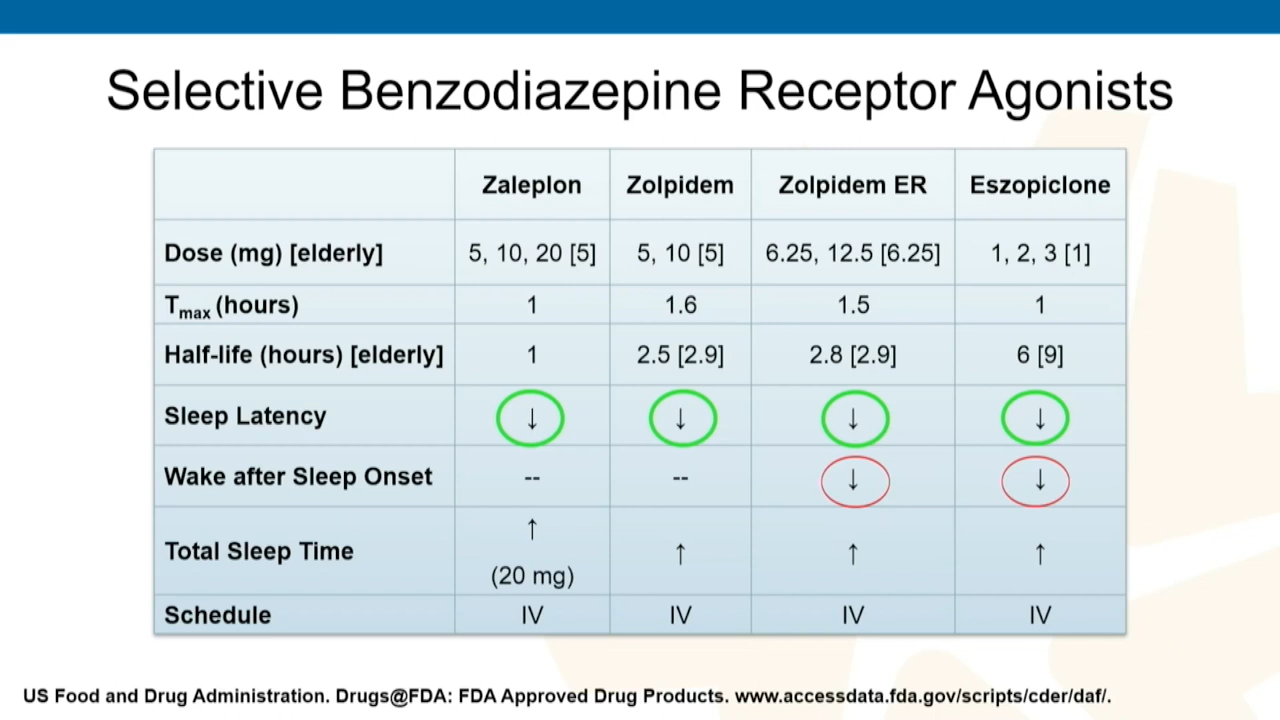 Selective Benzodiazepine Receptor Agonists
Zaleplon Zolpidem Zolpidem ER Eszopiclone
Dose (mg) [elderly] 5, 10, 20 [5] 5, 10 [5] 6.25, 12.5 [6.25] 1, 2, 3 [1]
Tmax (hours) 1 1.6 1.5 1
Half-life (hours) [elderly] 1 2.5 [2.9] 2.8 [2.9] 6 [9]
Sleep Latency ↓ ↓ ↓ ↓
Wake after Sleep Onset -- -- ↓ ↓
Total Sleep Time ↑ (20 mg) ↑ ↑ ↑
Schedule IV IV IV IV
US Food and Drug Administration. Drugs@FDA: FDA Approved Drug Products. www.accessdata.fda.gov/scripts/cder/daf/.